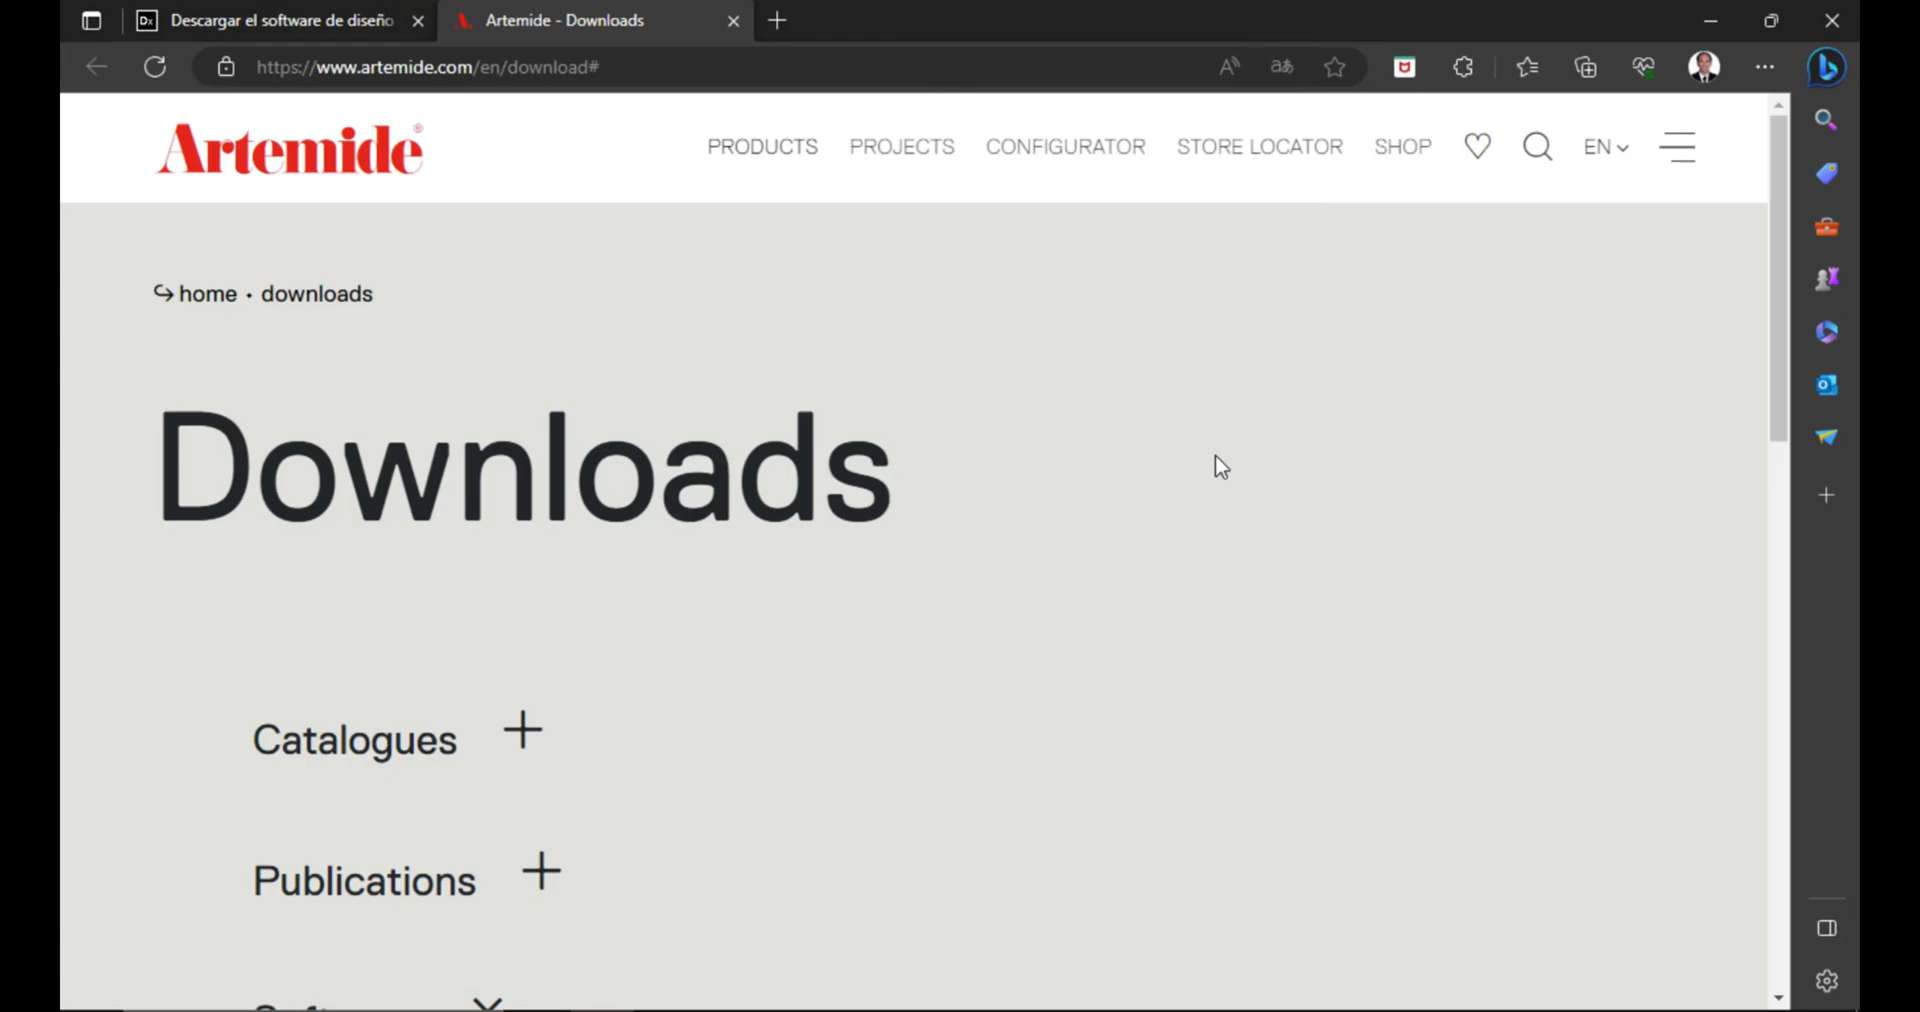 Descargar el software de diseño
Artemide - Downloads
https://www.artemide.com/en/download#
Artemide®
PRODUCTS
PROJECTS
CONFIGURATOR
STORE LOCATOR
SHOP
EN
home • downloads
Downloads
Catalogues
Publications